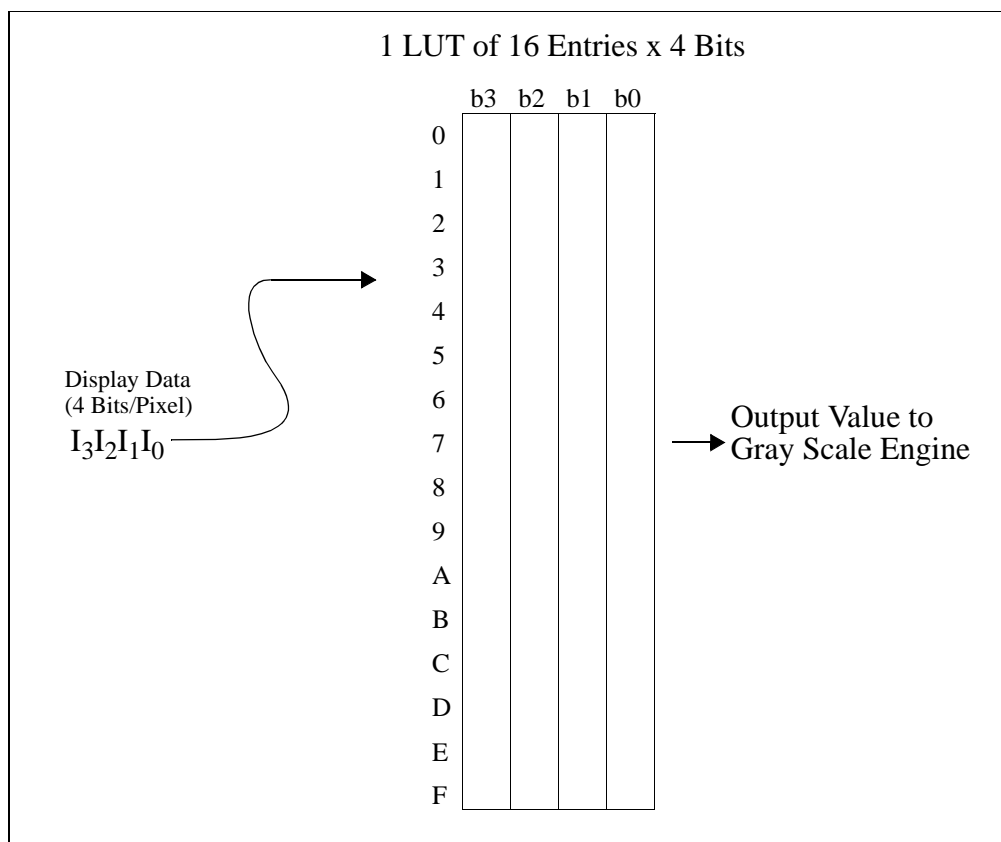 1 LUT of 16 Entries x 4 Bits
b3 b2 b1 b0
0
1
2
3
4
5
6
7
8
9
A
B
C
D
E
F
Display Data
(4 Bits/Pixel)
I3I2I1I0
Output Value to
Gray Scale Engine